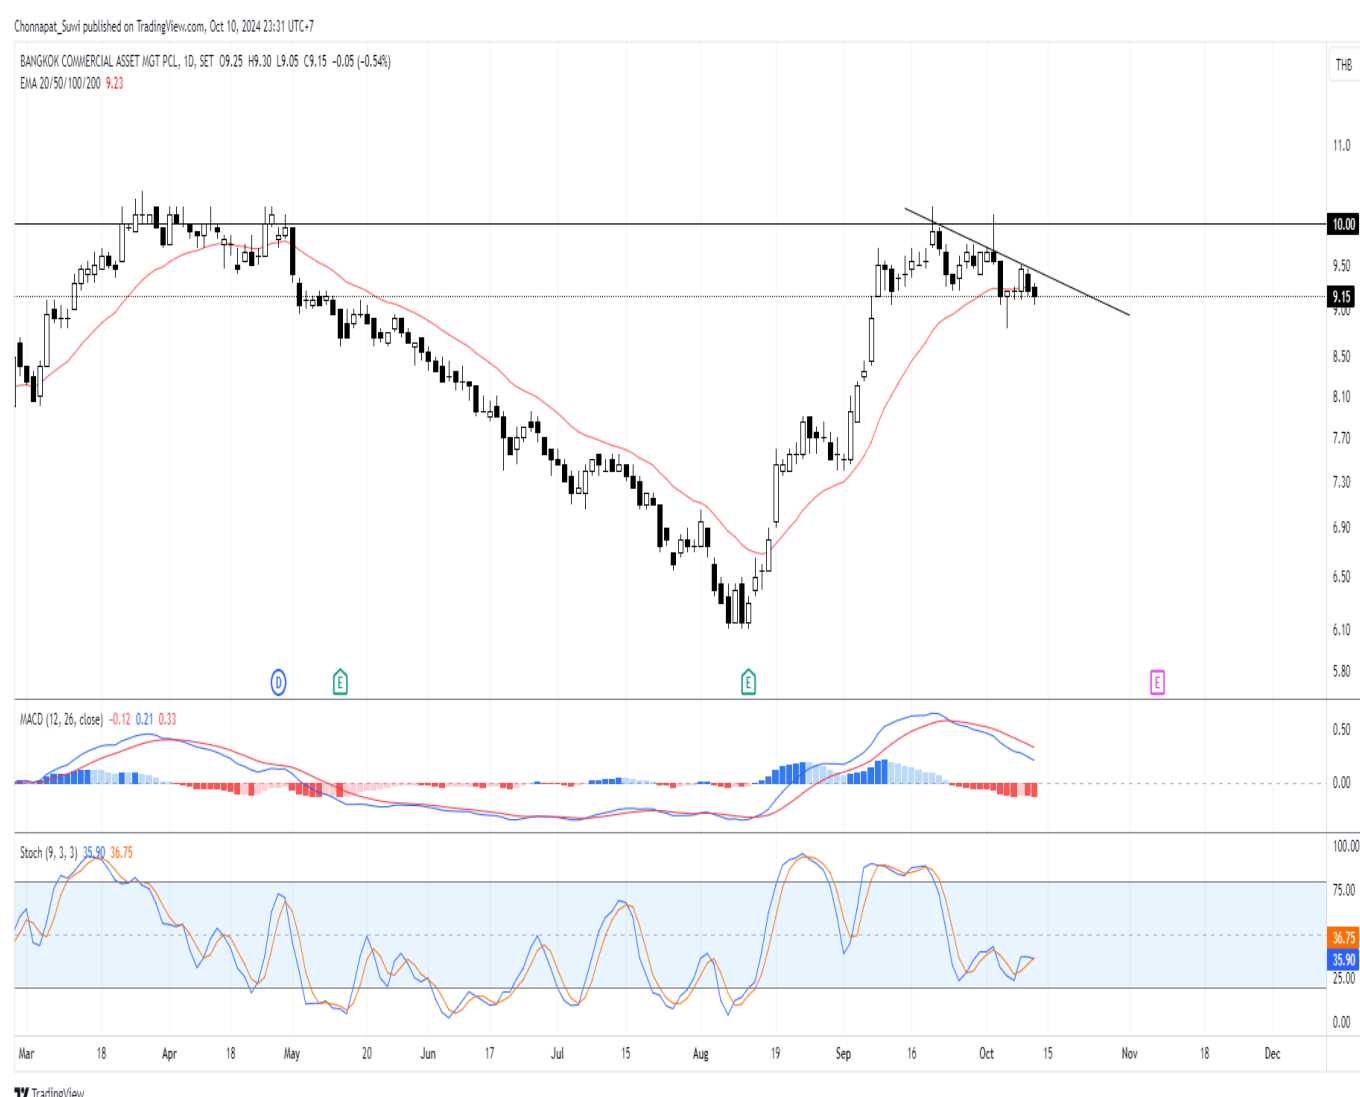 Chonnapat_Suwi published on TradingView.com, Oct 10, 2024 23:31 UTC+7
BANGKOK COMMERCIAL ASSET MGT PCL, 1D, SET O9.25 H9.30 L9.05 C9.15 −0.05 (−0.54%)
THB
EMA 20/50/100/200 9.23
11.0
10.00
9.50
9.15
9.00
8.50
8.10
7.70
7.30
6.90
6.50
6.10
5.80
D
E
E
E
MACD (12, 26, close) −0.12 0.21 0.33
0.50
0.00
Stoch (9, 3, 3) 35.90 36.75
100.00
75.00
36.75
35.90
25.00
0.00
Mar 18 Apr 18 May 20 Jun 17 Jul 15 Aug 19 Sep 16 Oct 15 Nov 18 Dec
TradingView